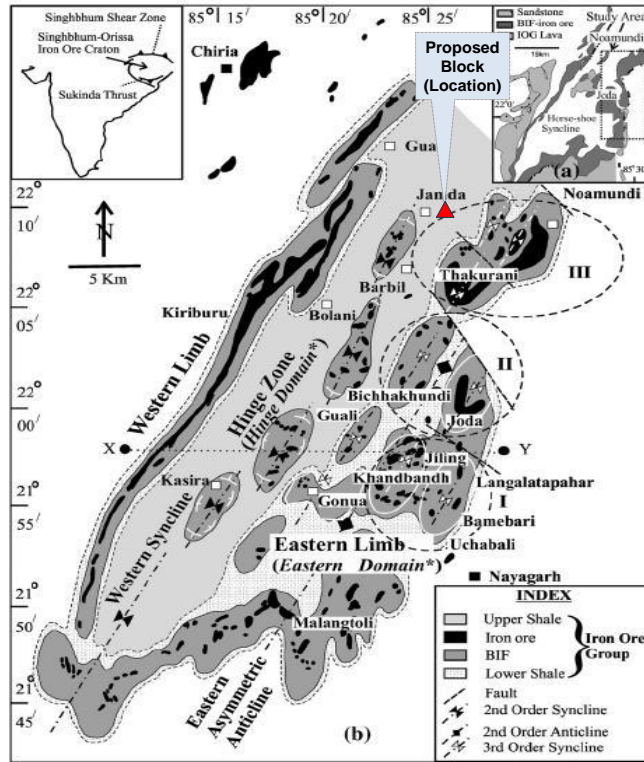 Singhbhum Shear Zone
Singhbhum-Orissa
Iron Ore Craton
Sukinda Thrust
85° 15'
85° 20'
85° 25'
Chiria
Proposed
Block
(Location)
Sandstone
BIF-iron ore
IOG Lava
Study Area
Noamundi
Joda
22°0'
Horse-shoe
Syncline
(a)
85°30'
Gua
22°
10'
N
5 Km
Noamundi
Thakurani
III
Barbil
22°
05'
Kiriburu
Bolani
Western Limb
Hinge Zone
(Hinge Domain*)
II
22°
00'
Bichhakhundi
Guali
Joda
X
Y
Jiling
Kasira
Khandbandh
Langalatapahar
I
21°
55'
Gonua
Bamebari
Uchabali
Western Syncline
Eastern Limb
(Eastern Domain*)
Nayagarh
21°
50'
Malangtoli
Eastern
Asymmetric
Anticline
21°
45'
(b)
INDEX
Upper Shale
Iron ore
BIF
Lower Shale
Iron Ore
Group
Fault
2nd Order Syncline
2nd Order Anticline
3rd Order Syncline